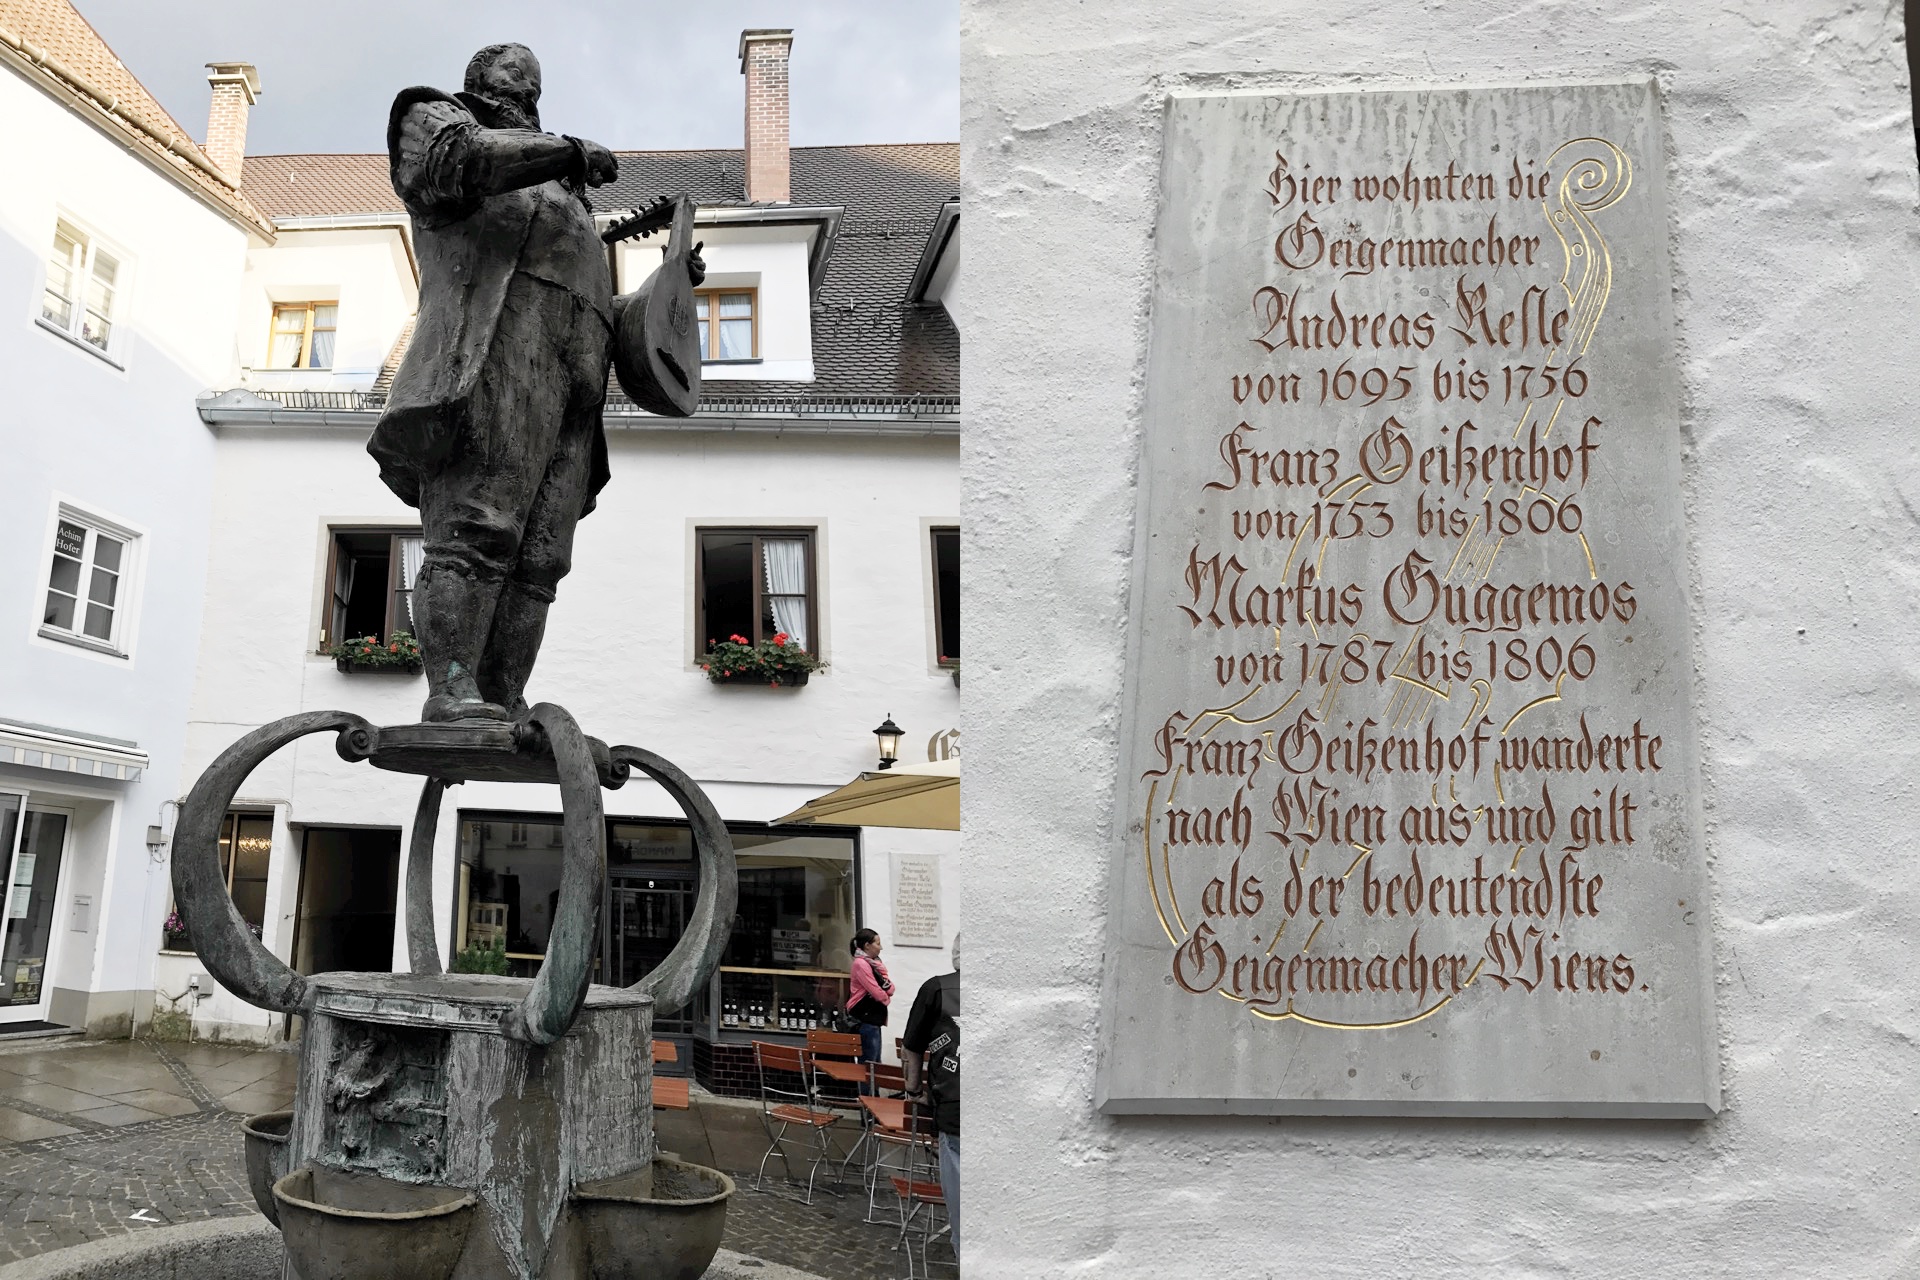 Achim
Hofer
Hier wohnten die
Geigenmacher
Andreas Reſle
von 1695 bis 1756
Franz Geißenhof
von 1753 bis 1806
Markus Guggemos
von 1787 bis 1806
Franz Geißenhof wanderte
nach Wien aus und gilt
als der bedeutendſte
Geigenmacher Wiens.